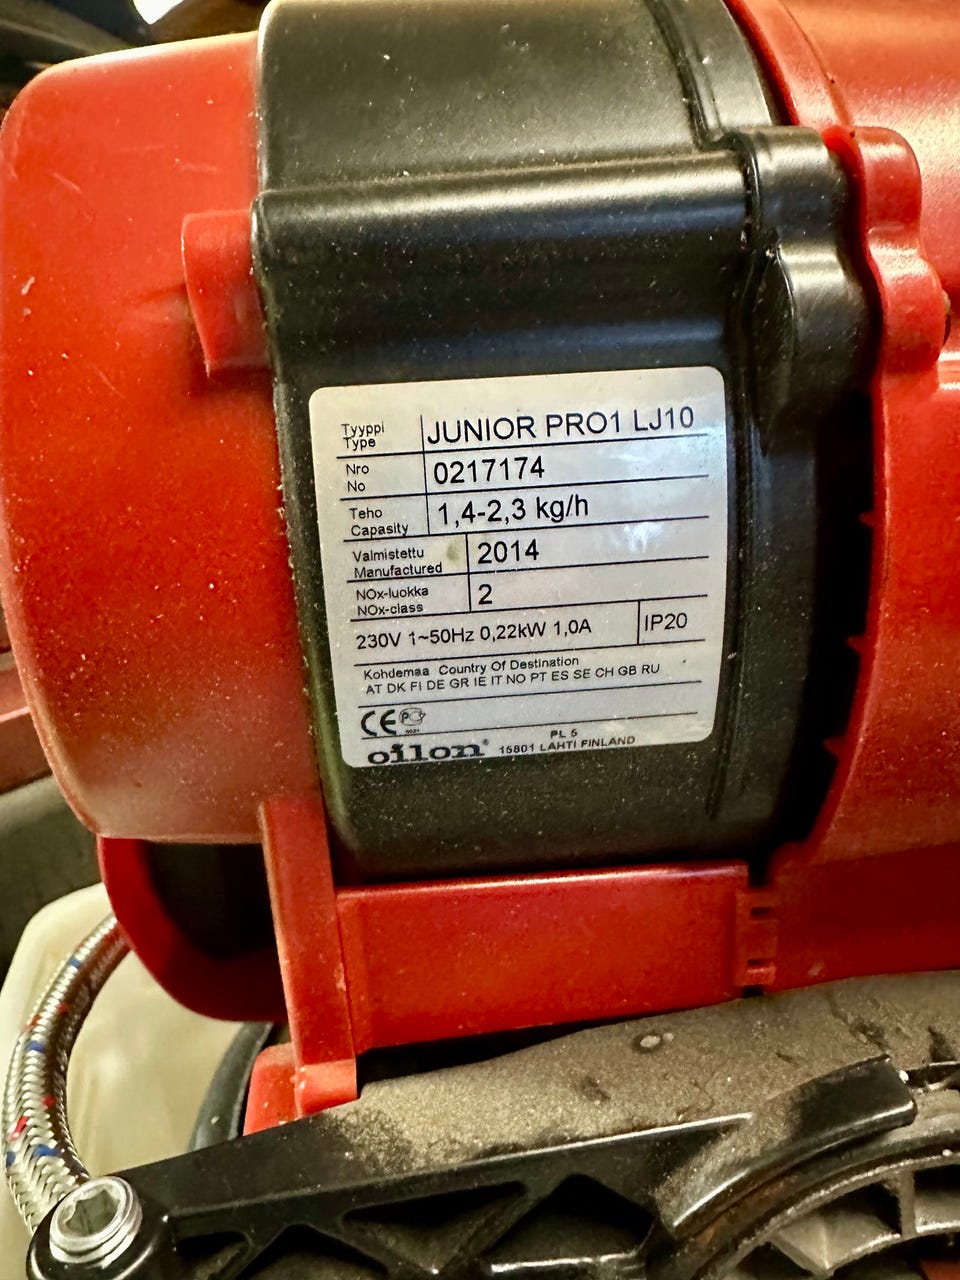 Tyyppi
Type
JUNIOR PRO1 LJ10
Nro
No
0217174
Teho
Capasity
1,4-2,3 kg/h
Valmistettu
Manufactured
2014
NOx-luokka
NOx-class
2
230V 1~50Hz 0,22kW 1,0A
IP20
Kohdemaa Country Of Destination
AT DK FI DE GR IE IT NO PT ES SE CH GB RU
CE
oilon®
PL 5
15801 LAHTI FINLAND